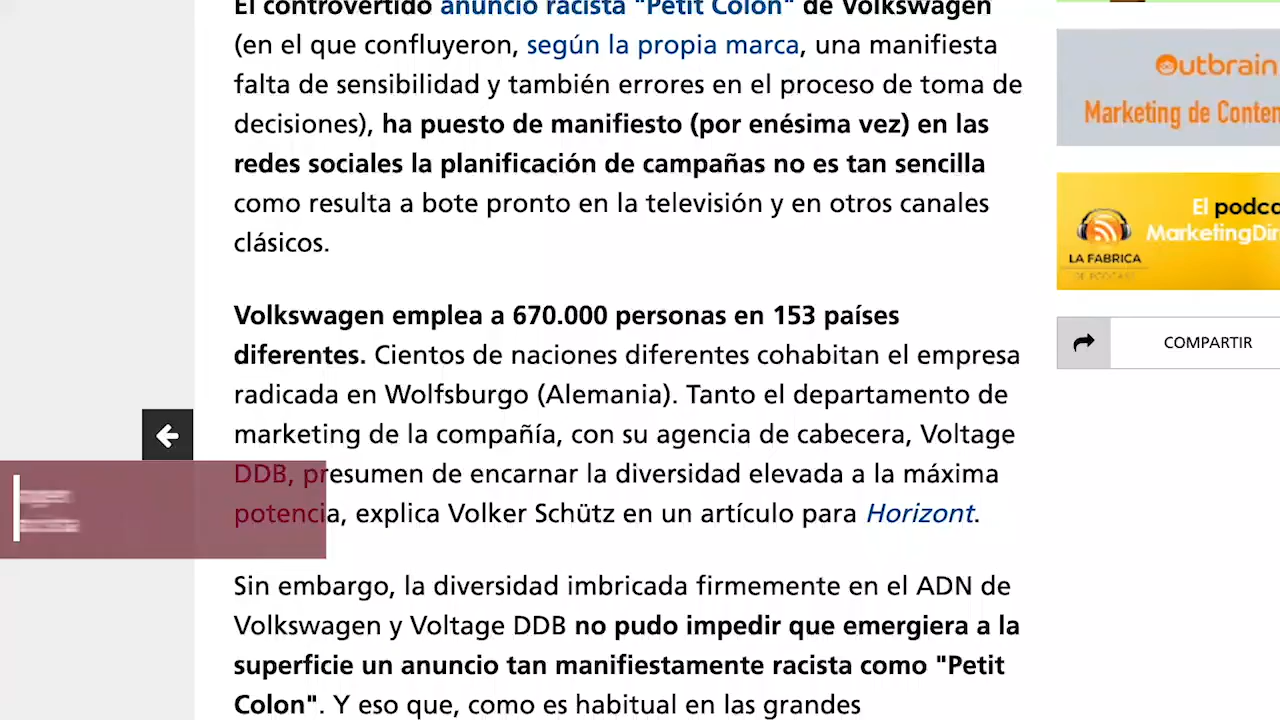 El controvertido anuncio racista "Petit Colon" de Volkswagen
(en el que confluyeron, según la propia marca, una manifiesta
falta de sensibilidad y también errores en el proceso de toma de
decisiones), ha puesto de manifiesto (por enésima vez) en las
redes sociales la planificación de campañas no es tan sencilla
como resulta a bote pronto en la televisión y en otros canales
clásicos.
Volkswagen emplea a 670.000 personas en 153 países
diferentes. Cientos de naciones diferentes cohabitan el empresa
radicada en Wolfsburgo (Alemania). Tanto el departamento de
marketing de la compañía, con su agencia de cabecera, Voltage
DDB, presumen de encarnar la diversidad elevada a la máxima
potencia, explica Volker Schütz en un artículo para Horizont.
Sin embargo, la diversidad imbricada firmemente en el ADN de
Volkswagen y Voltage DDB no pudo impedir que emergiera a la
superficie un anuncio tan manifiestamente racista como "Petit
Colon". Y eso que, como es habitual en las grandes
Outbrain
Marketing de Conten
El podca
MarketingDir
LA FABRICA
DE PODCAST
COMPARTIR